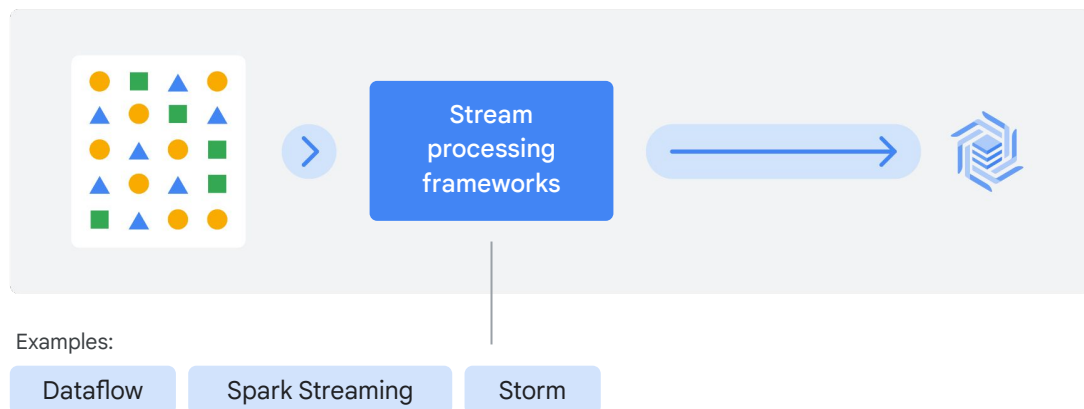 Stream
processing
frameworks
Examples:
Dataflow
Spark Streaming
Storm